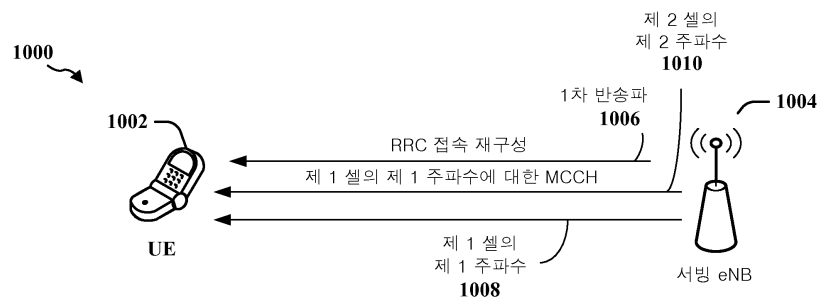 1000
제 2 셀의
제 2 주파수
1010
1차 반송파
1006
1004
1002
RRC 접속 재구성
제 1 셀의 제 1 주파수에 대한 MCCH
UE
제 1 셀의
제 1 주파수
1008
서빙 eNB